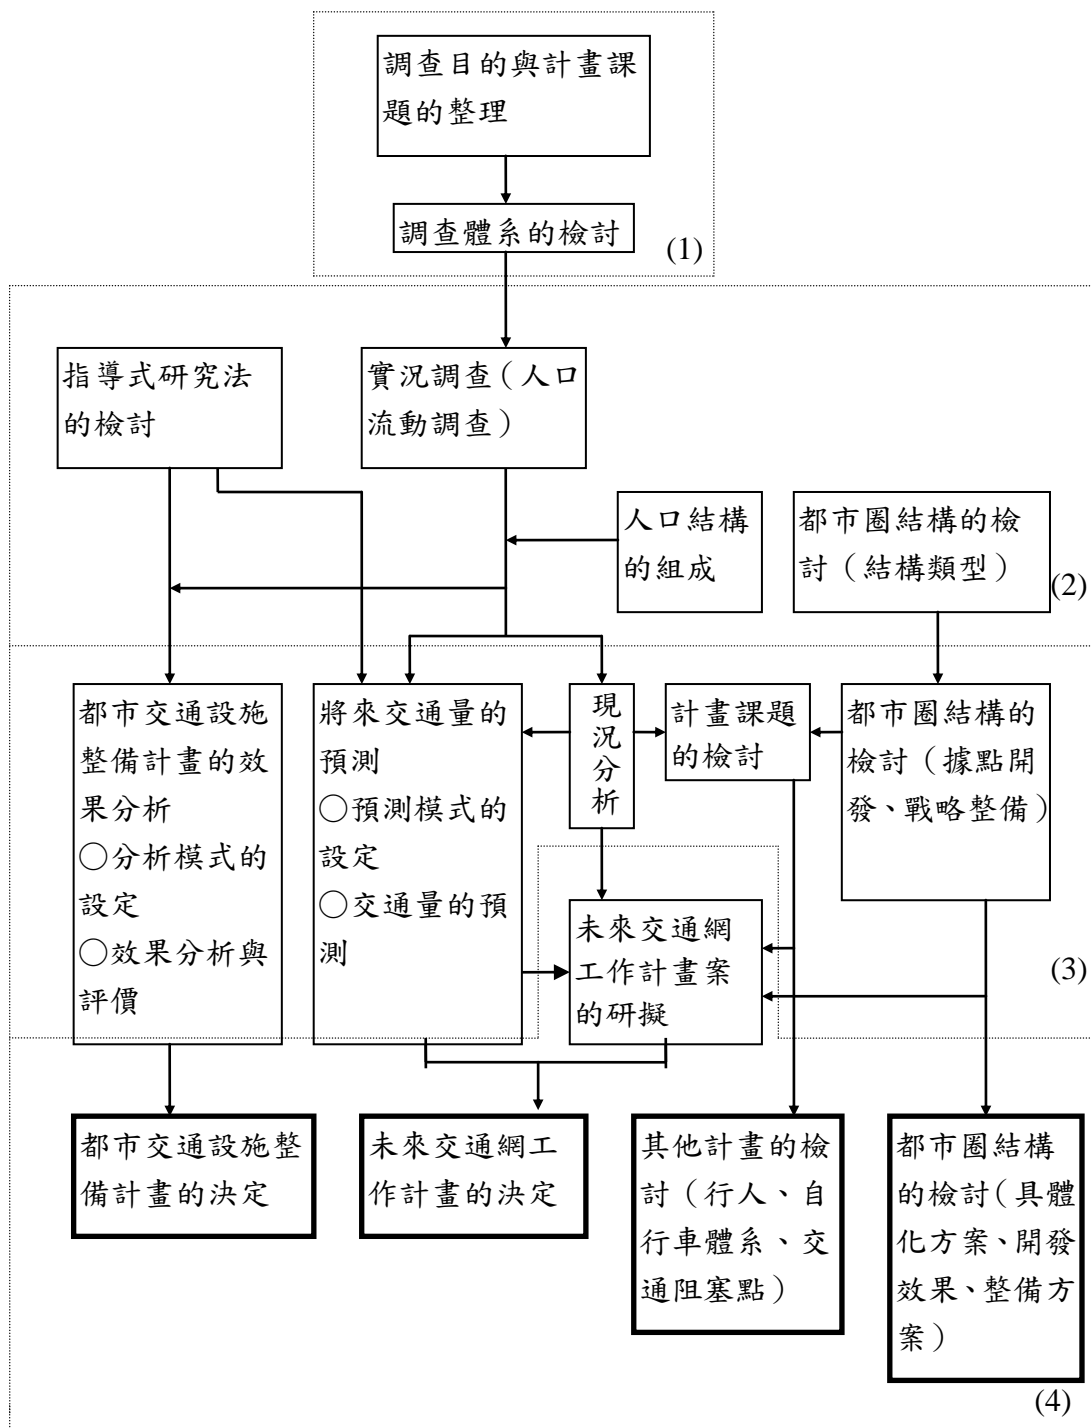 調查目的與計畫課
題的整理
調查體系的檢討
(1)
指導式研究法
的檢討
實況調查（人口
流動調查）
人口結構
的組成
都市圈結構的檢
討（結構類型）
(2)
都市交通設施
整備計畫的效
果分析
○分析模式的
設定
○效果分析與
評價
將來交通量的
預測
○預測模式的
設定
○交通量的預
測
現況分析
計畫課題
的檢討
都市圈結構的
檢討（據點開
發、戰略整備）
未來交通網
工作計畫案
的研擬
(3)
都市交通設施整
備計畫的決定
未來交通網工
作計畫的決定
其他計畫的檢
討（行人、自
行車體系、交
通阻塞點）
都市圈結構
的檢討（具體
化方案、開發
效果、整備方
案）
(4)